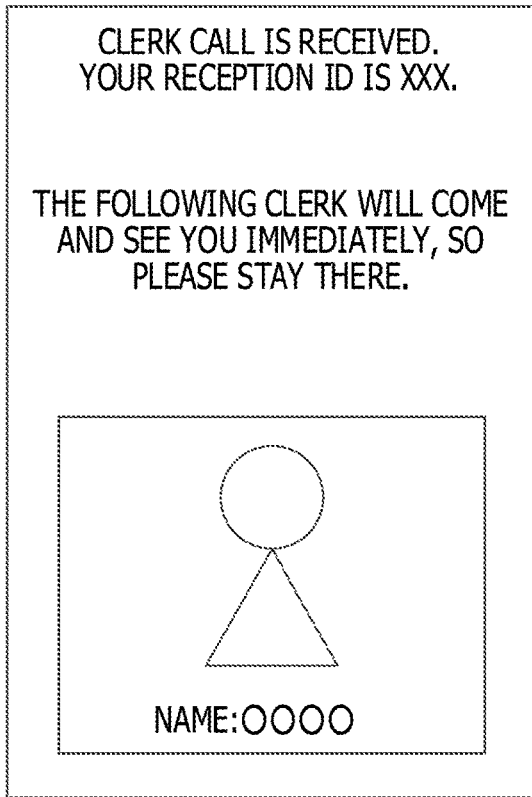 CLERK CALL IS RECEIVED.
YOUR RECEPTION ID IS XXX.
THE FOLLOWING CLERK WILL COME
AND SEE YOU IMMEDIATELY, SO
PLEASE STAY THERE.
NAME:○○○○